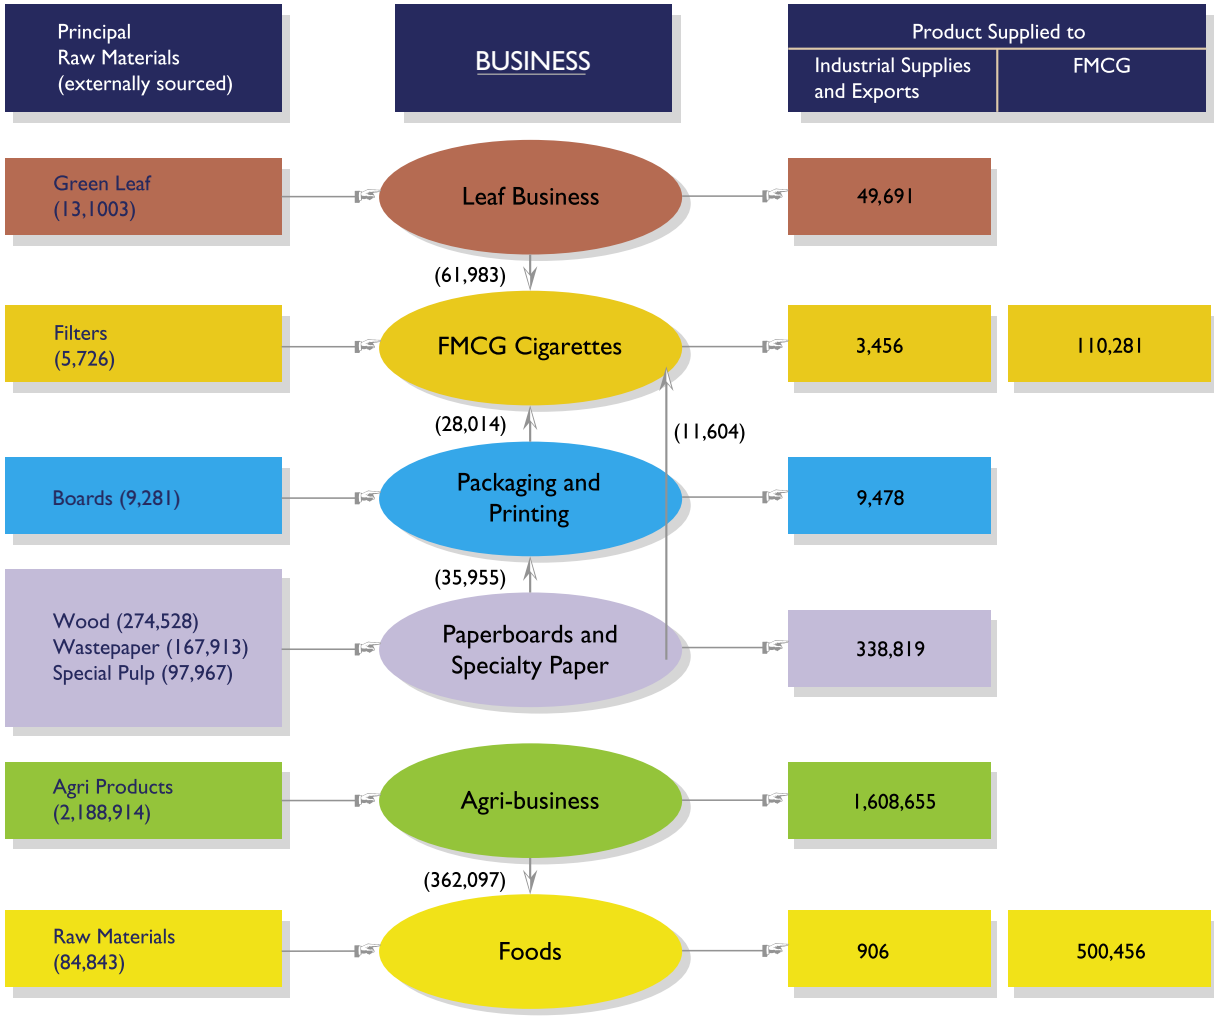 Principal
Raw Materials
(externally sourced)
BUSINESS
Product Supplied to
Industrial Supplies
and Exports
FMCG
Green Leaf
(13,1003)
Leaf Business
49,691
(61,983)
Filters
(5,726)
FMCG Cigarettes
3,456
110,281
(28,014)
(11,604)
Boards (9,281)
Packaging and
Printing
9,478
(35,955)
Wood (274,528)
Wastepaper (167,913)
Special Pulp (97,967)
Paperboards and
Specialty Paper
338,819
Agri Products
(2,188,914)
Agri-business
1,608,655
(362,097)
Raw Materials
(84,843)
Foods
906
500,456